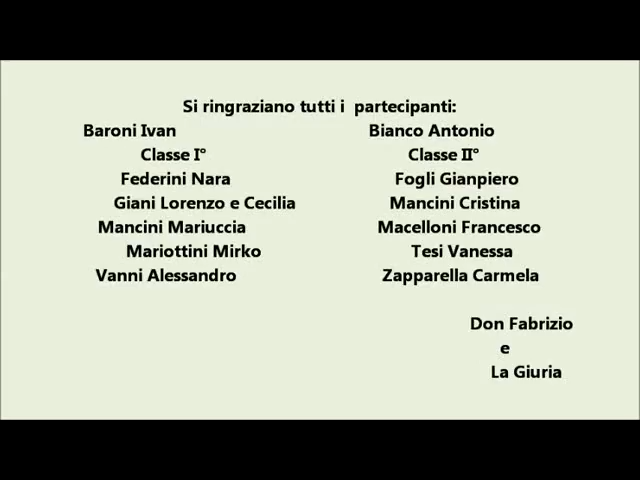 Si ringraziano tutti i partecipanti:
Baroni Ivan Bianco Antonio
Classe I° Classe II°
Federini Nara Fogli Gianpiero
Giani Lorenzo e Cecilia Mancini Cristina
Mancini Mariuccia Macelloni Francesco
Mariottini Mirko Tesi Vanessa
Vanni Alessandro Zapparella Carmela
Don Fabrizio
e
La Giuria